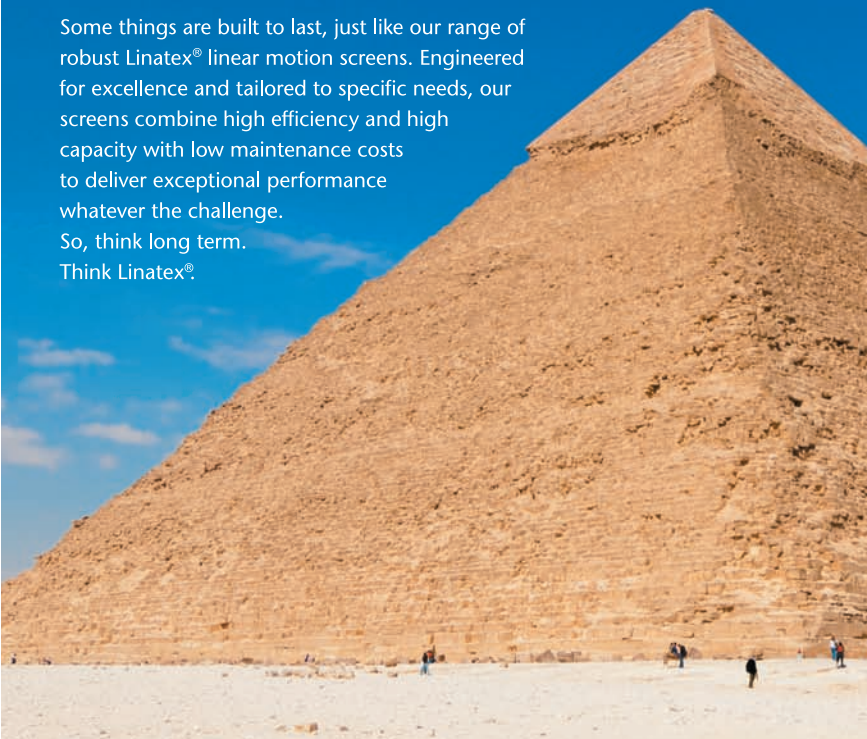 Some things are built to last, just like our range of
robust Linatex® linear motion screens. Engineered
for excellence and tailored to specific needs, our
screens combine high efficiency and high
capacity with low maintenance costs
to deliver exceptional performance
whatever the challenge.
So, think long term.
Think Linatex®.